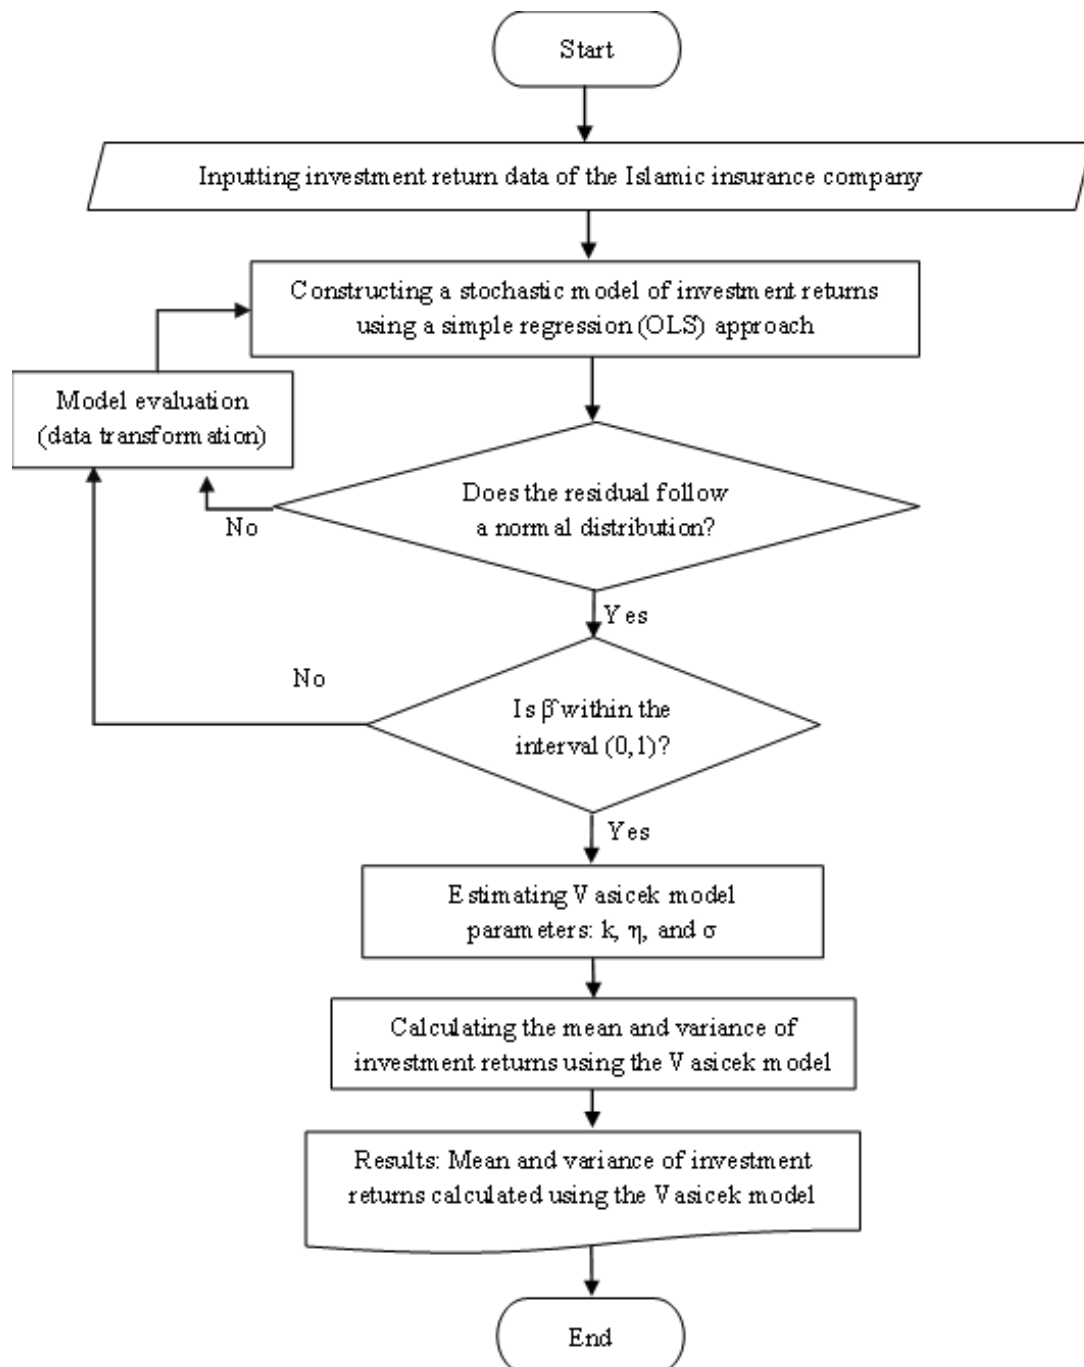 Start
Inputting investment return data of the Islamic insurance company
Constructing a stochastic model of investment returns
using a simple regression (OLS) approach
Model evaluation
(data transformation)
Does the residual follow
a normal distribution?
No
Yes
No
Is β̂ within the
interval (0,1)?
Yes
Estimating Vasicek model
parameters: k, η, and σ
Calculating the mean and variance of
investment returns using the Vasicek model
Results: Mean and variance of investment
returns calculated using the Vasicek model
End